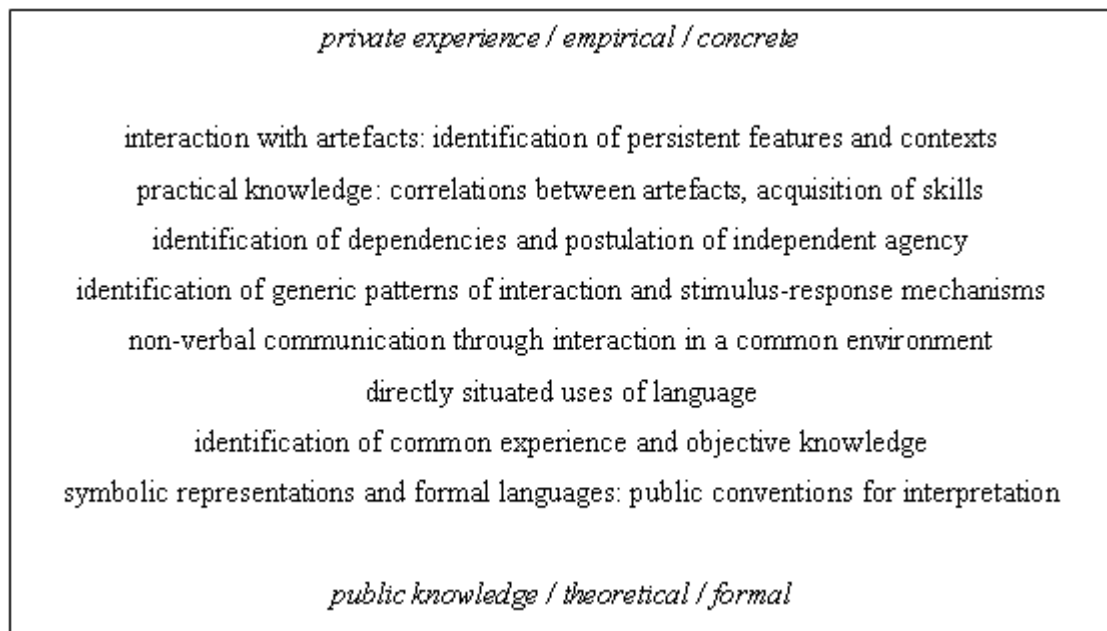 private experience / empirical / concrete
interaction with artefacts: identification of persistent features and contexts
practical knowledge: correlations between artefacts, acquisition of skills
identification of dependencies and postulation of independent agency
identification of generic patterns of interaction and stimulus-response mechanisms
non-verbal communication through interaction in a common environment
directly situated uses of language
identification of common experience and objective knowledge
symbolic representations and formal languages: public conventions for interpretation
public knowledge / theoretical / formal